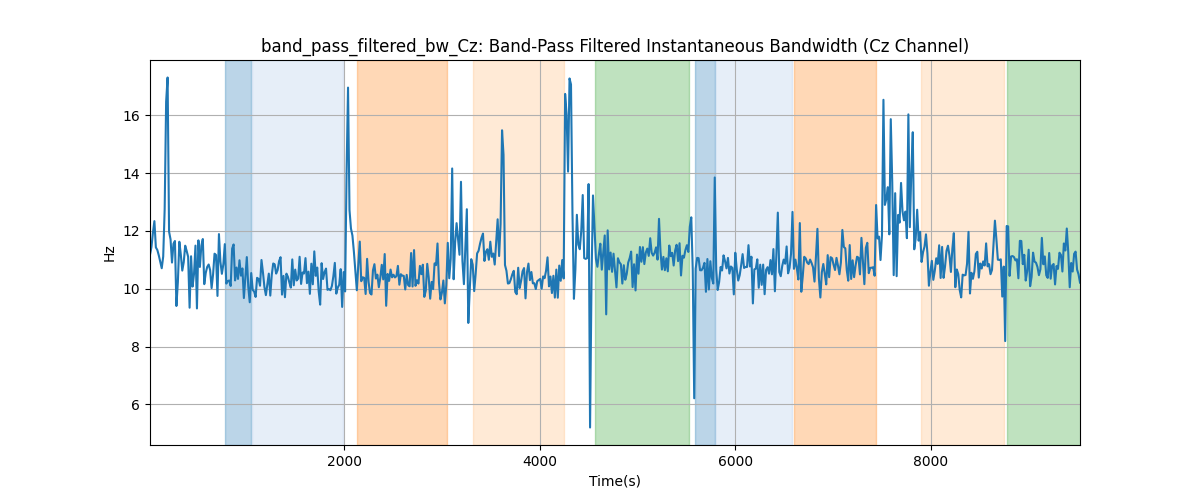 band_pass_filtered_bw_Cz: Band-Pass Filtered Instantaneous Bandwidth (Cz Channel)
Hz
16
14
12
10
8
6
2000 4000 6000 8000
Time(s)